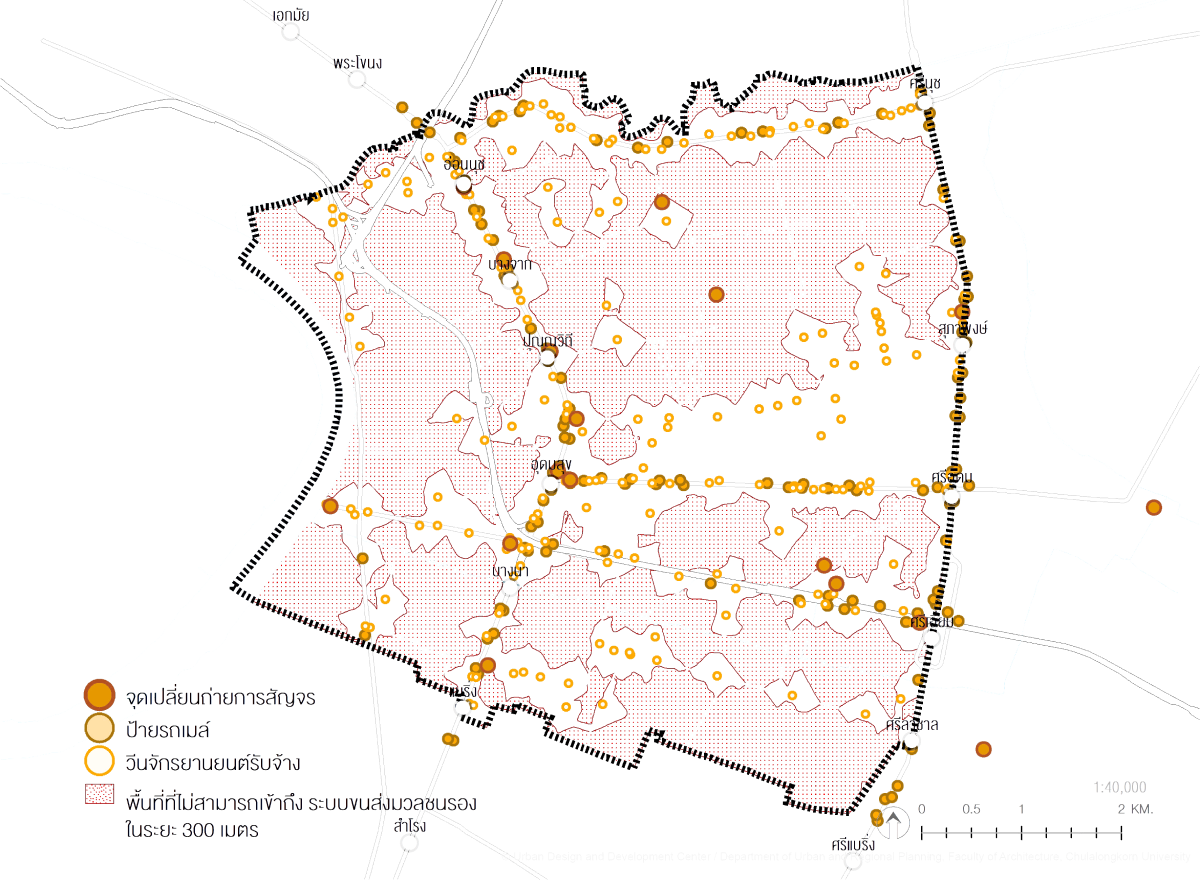 เอกมัย
พระโขนง
ศรีนุช
อ่อนนุช
บางจาก
สุภาพงษ์
ปุณณวิถี
อุดมสุข
ศรีอุดม
บางนา
ศรีเอี่ยม
แบริ่ง
ศรีลาซาล
จุดเปลี่ยนถ่ายการสัญจร
ป้ายรถเมล์
วินจักรยานยนต์รับจ้าง
พื้นที่ที่ไม่สามารถเข้าถึง ระบบขนส่งมวลชนรอง
ในระยะ 300 เมตร
สำโรง
1:40,000
0 0.5 1 2 KM.
ศรีแบริ่ง
Urban Design and Development Center : Department of Urban and Regional Planning, Faculty of Architecture, Chulalongkorn University